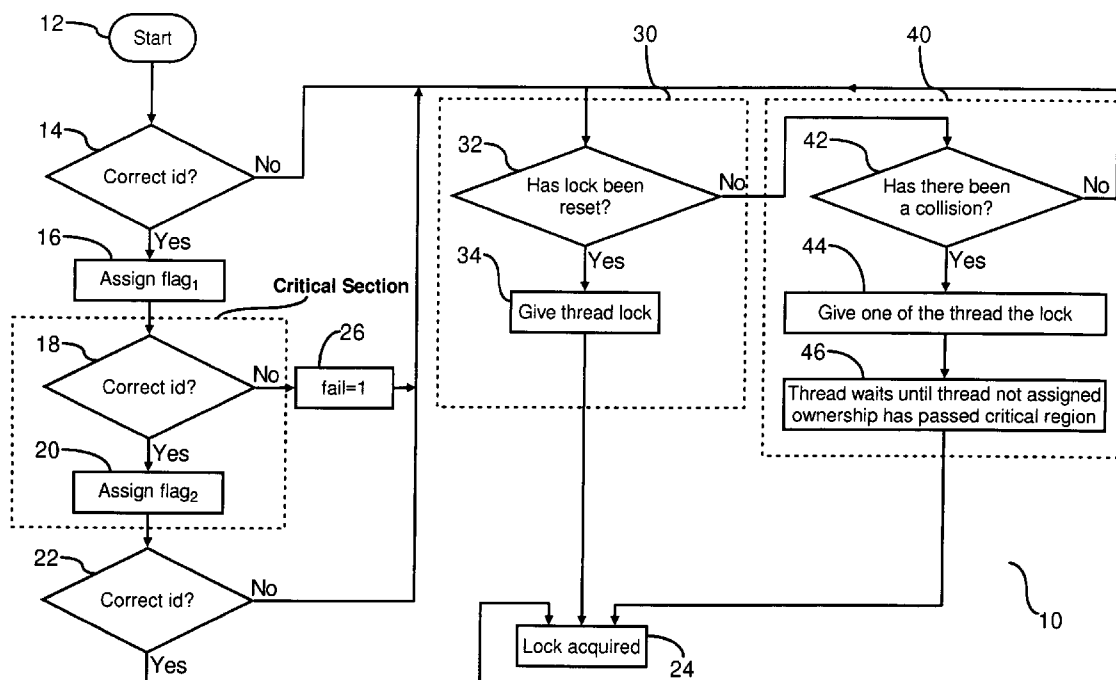 12
Start
14
Correct id?
No
Yes
16
Assign flag₁
Critical Section
18
Correct id?
No
26
fail=1
Yes
20
Assign flag₂
22
Correct id?
No
Yes
30
32
Has lock been
reset?
No
Yes
34
Give thread lock
40
42
Has there been
a collision?
No
Yes
44
Give one of the thread the lock
46
Thread waits until thread not assigned
ownership has passed critical region
Lock acquired
24
10